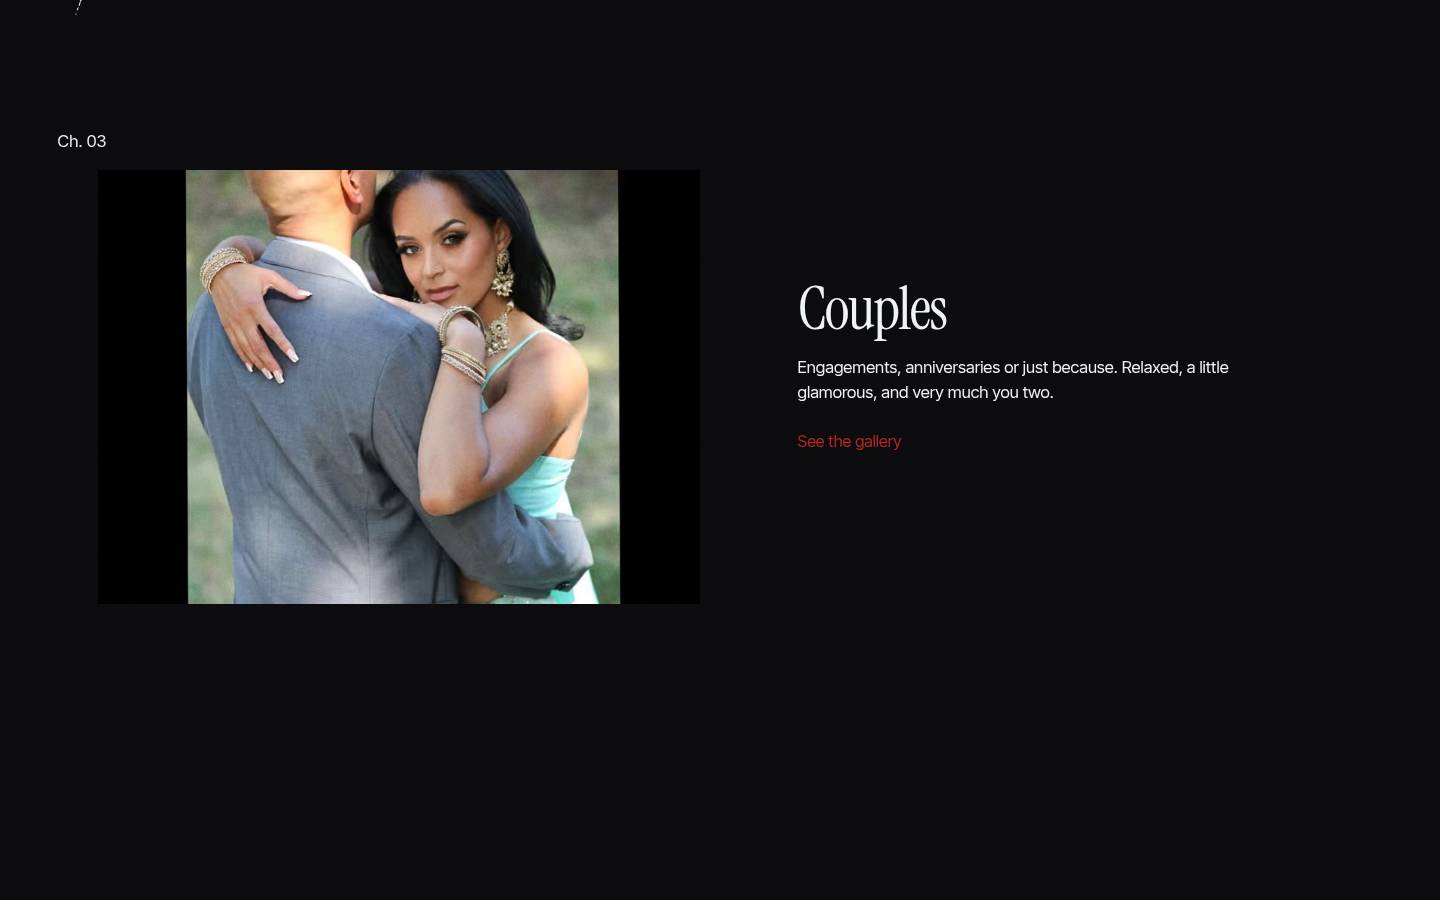 Ch. 03
Couples
Engagements, anniversaries or just because. Relaxed, a little
glamorous, and very much you two.
See the gallery